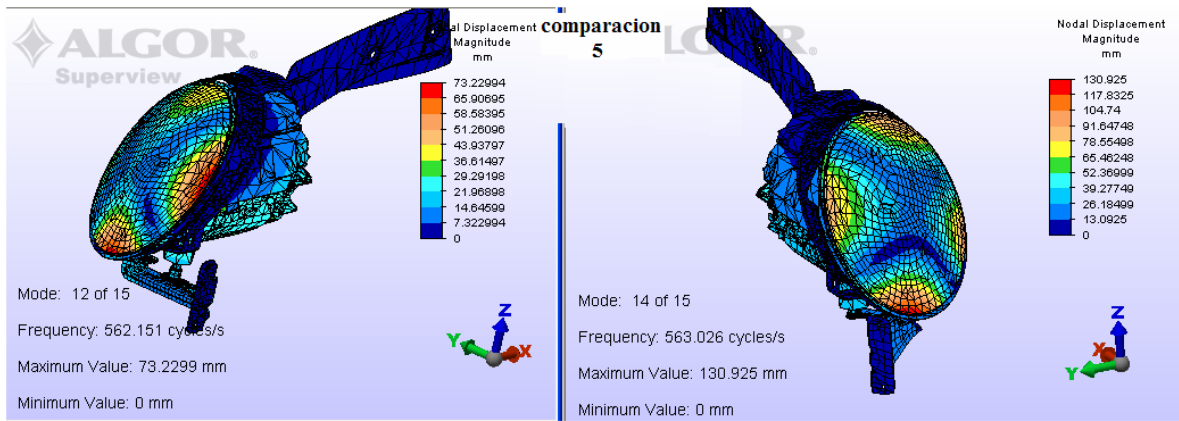 ALGOR®
Superview
al Displacement
Magnitude
mm
73.22994
65.90695
58.58395
51.26096
43.93797
36.61497
29.29198
21.96898
14.64599
7.322994
0
Mode: 12 of 15
Frequency: 562.151 cycles/s
Maximum Value: 73.2299 mm
Minimum Value: 0 mm
Z
Y
X
comparacion
5
LGOR®
Nodal Displacement
Magnitude
mm
130.925
117.8325
104.74
91.64748
78.55498
65.46248
52.36999
39.27749
26.18499
13.0925
0
Mode: 14 of 15
Frequency: 563.026 cycles/s
Maximum Value: 130.925 mm
Minimum Value: 0 mm
Z
X
Y